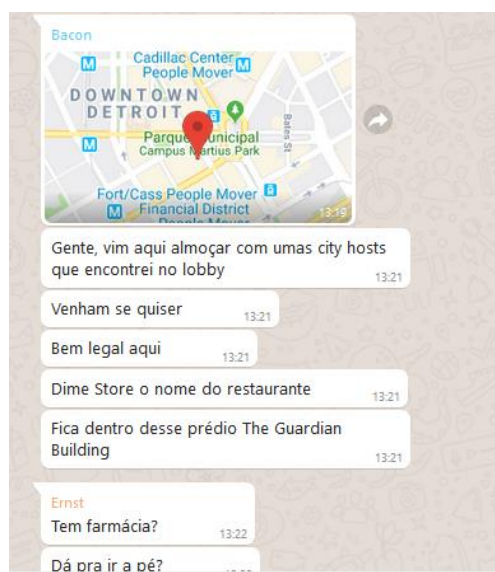 Bacon
Cadillac Center
People Mover
DOWNTOWN
DETROIT
Bates St
Campus Martius Park
Fort/Cass People Mover
Financial District
People Mover
13:19
Gente, vim aqui almoçar com umas city hosts
que encontrei no lobby
13:21
Venham se quiser
13:21
Bem legal aqui
13:21
Dime Store o nome do restaurante
13:21
Fica dentro desse prédio The Guardian
Building
13:21
Ernst
Tem farmácia?
13:22
Dá pra ir a pé?